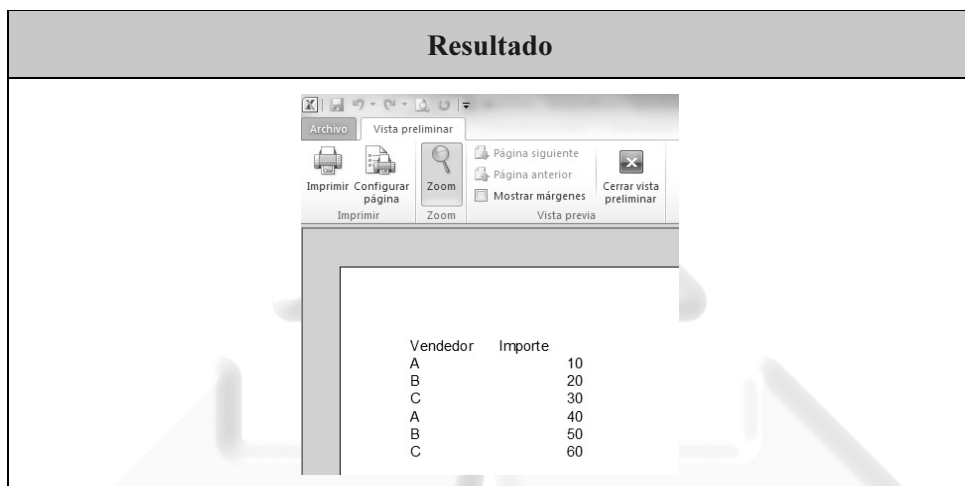 Resultado
Archivo Vista preliminar
Imprimir Configurar página Zoom Página siguiente
Página anterior
Mostrar márgenes Cerrar vista preliminar
Imprimir Zoom Vista previa
Vendedor Importe
A 10
B 20
C 30
A 40
B 50
C 60